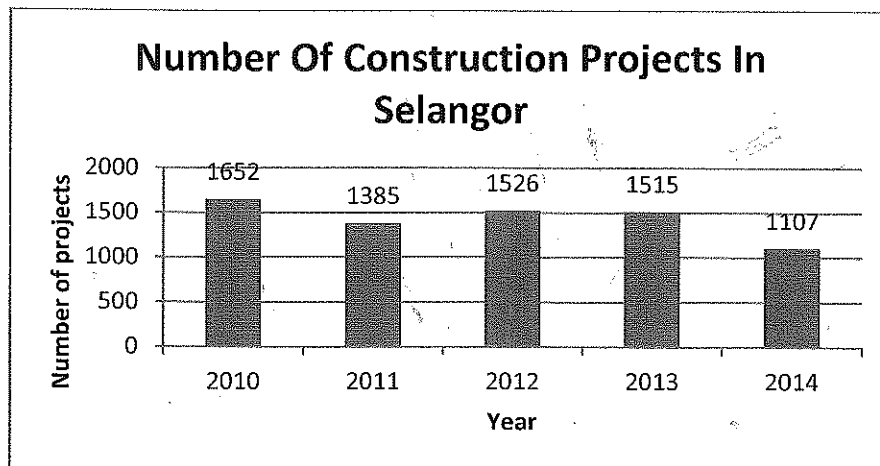 Number Of Construction Projects In
Selangor
Number of projects
2000
1500
1000
500
0
1652
1385
1526
1515
1107
2010 2011 2012 2013 2014
Year